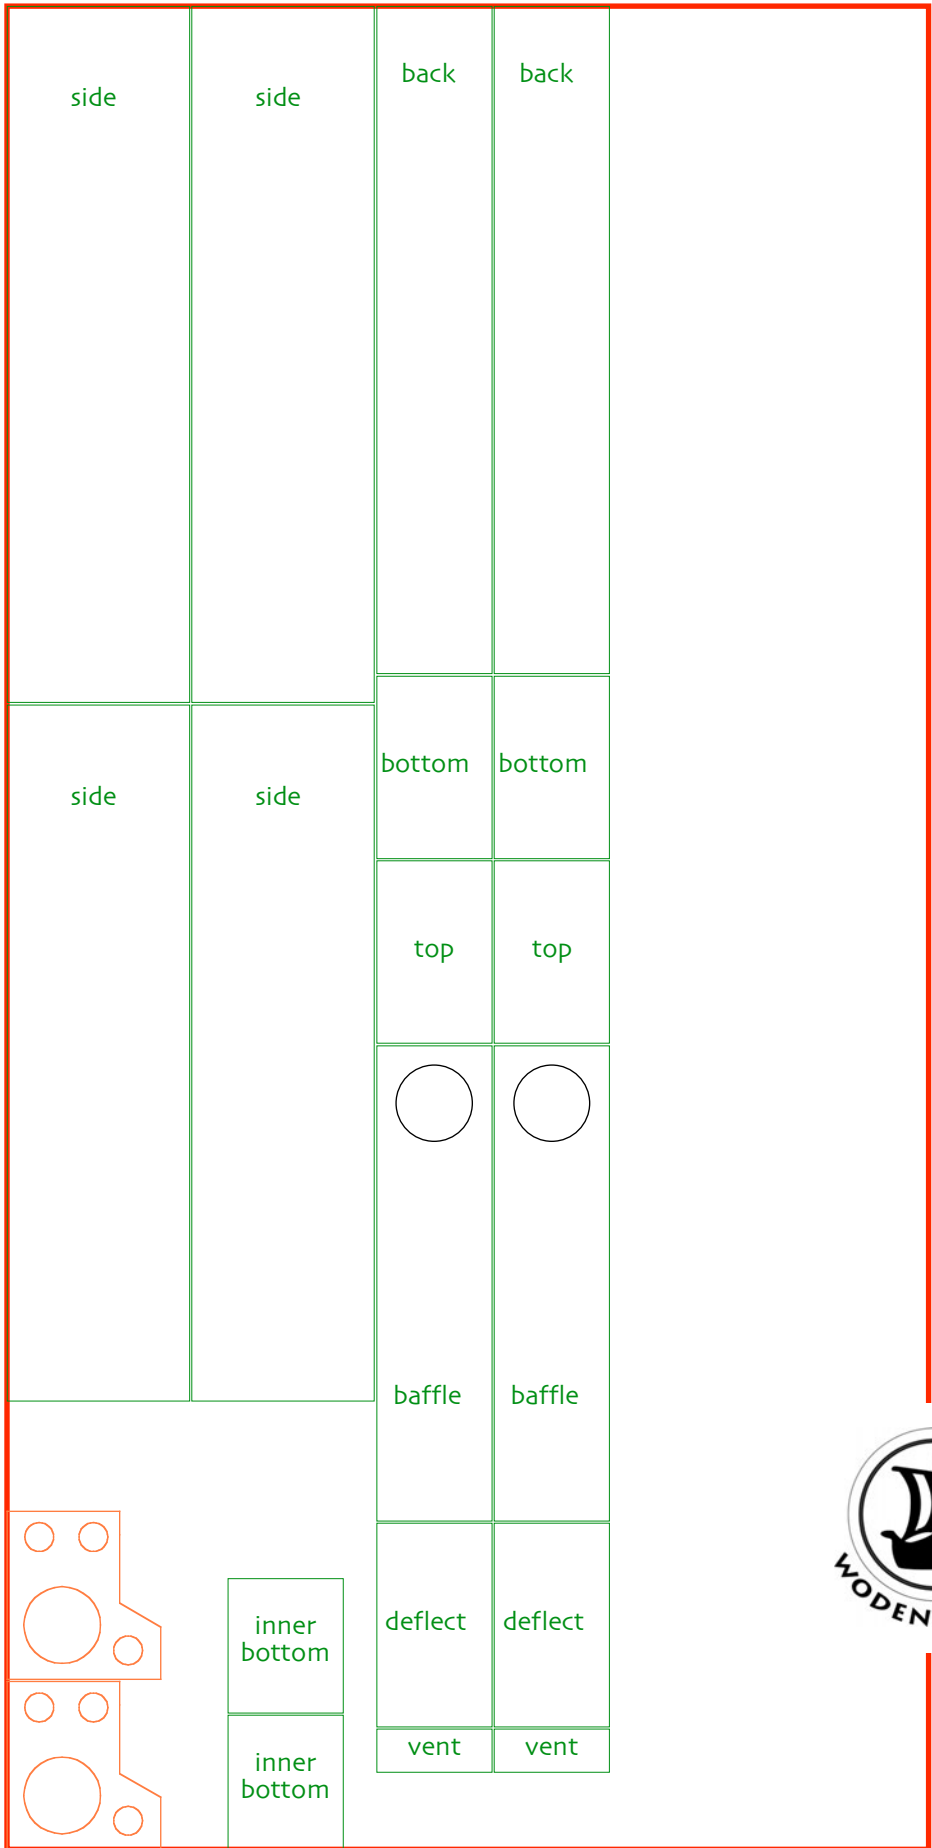 side
side
back
back
side
side
bottom
bottom
top
top
baffle
baffle
deflect
deflect
inner
bottom
vent
vent
inner
bottom
WODEN